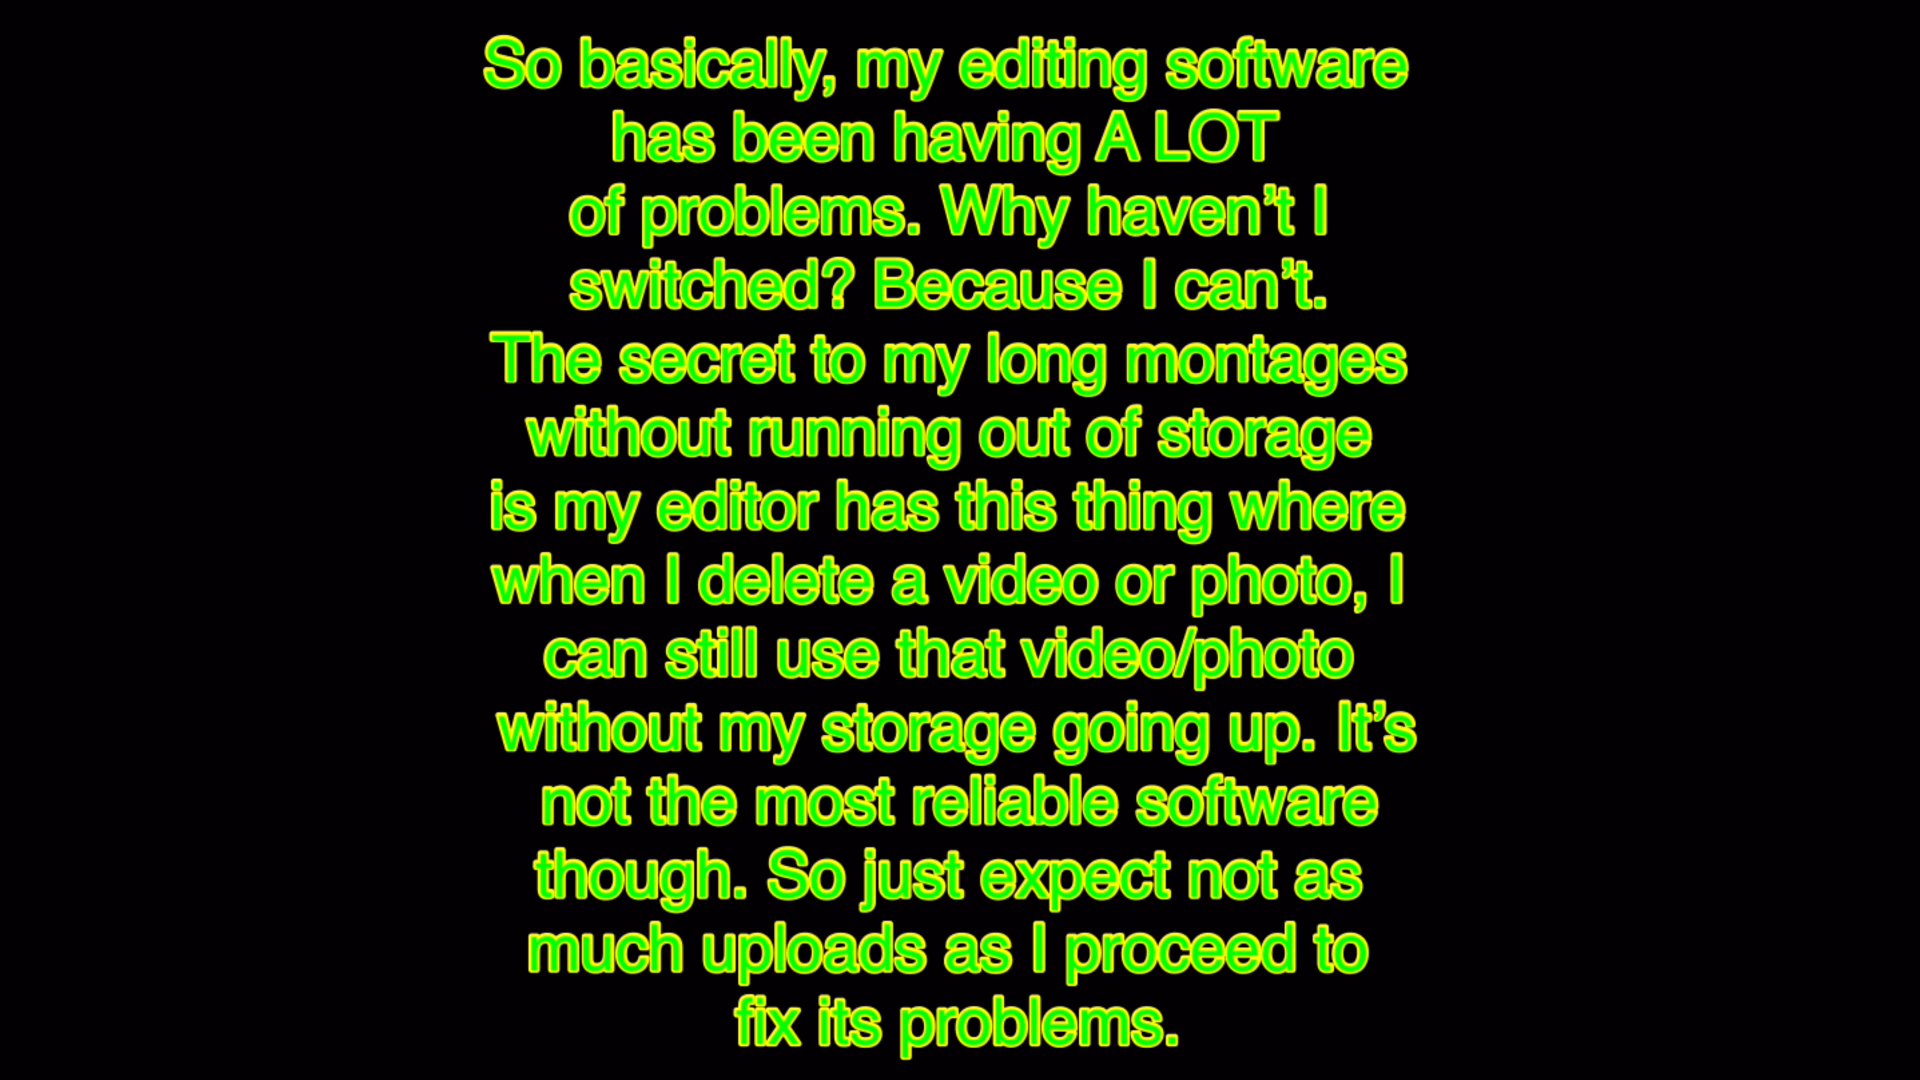 So basically, my editing software
has been having A LOT
of problems. Why haven’t I
switched? Because I can’t.
The secret to my long montages
without running out of storage
is my editor has this thing where
when I delete a video or photo, I
can still use that video/photo
without my storage going up. It’s
not the most reliable software
though. So just expect not as
much uploads as I proceed to
fix its problems.